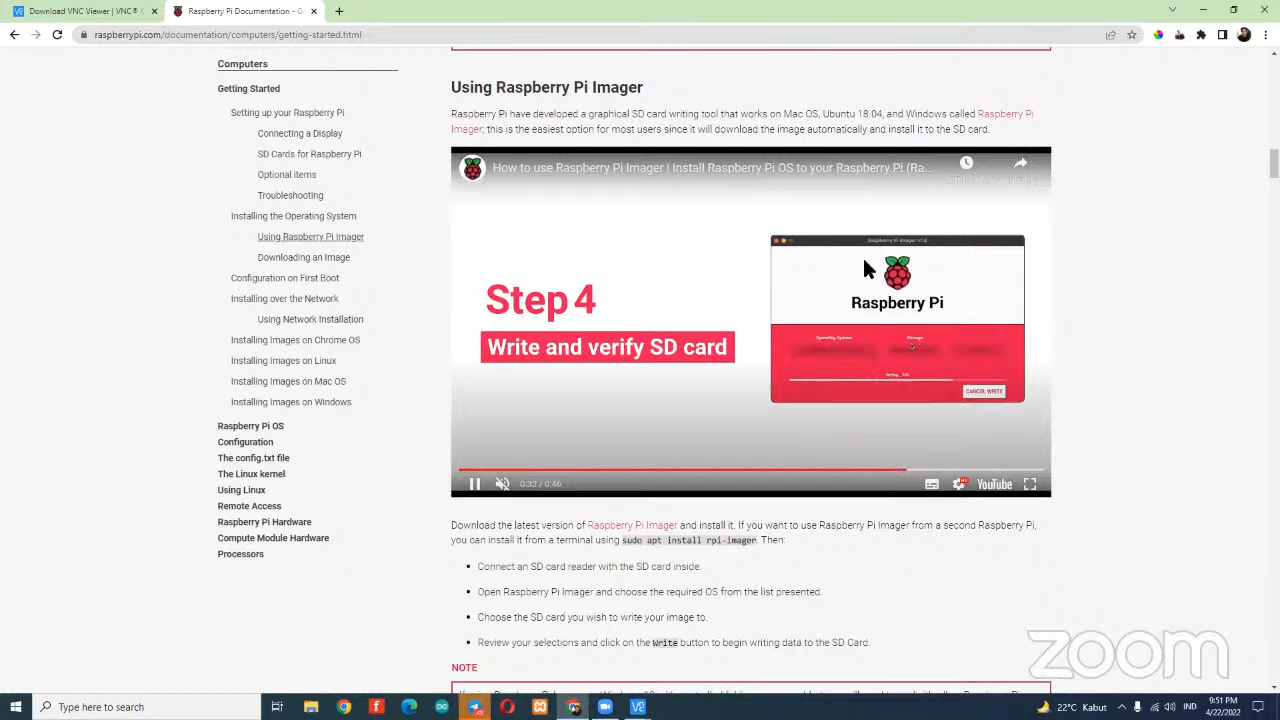 Download VNC Viewer | VNC®
Raspberry Pi Documentation - G
raspberrypi.com/documentation/computers/getting-started.html
Computers
Getting Started
Setting up your Raspberry Pi
Connecting a Display
SD Cards for Raspberry Pi
Optional items
Troubleshooting
Installing the Operating System
Using Raspberry Pi Imager
Downloading an Image
Configuration on First Boot
Installing over the Network
Using Network Installation
Installing Images on Chrome OS
Installing Images on Linux
Installing Images on Mac OS
Installing Images on Windows
Raspberry Pi OS
Configuration
The config.txt file
The Linux kernel
Using Linux
Remote Access
Raspberry Pi Hardware
Compute Module Hardware
Processors
Using Raspberry Pi Imager
Raspberry Pi have developed a graphical SD card writing tool that works on Mac OS, Ubuntu 18.04, and Windows called Raspberry Pi
Imager; this is the easiest option for most users since it will download the image automatically and install it to the SD card.
How to use Raspberry Pi Imager | Install Raspberry Pi OS to your Raspberry Pi (Ra...
Step 4
Write and verify SD card
Raspberry Pi Imager v1.6
Raspberry Pi
Operating System
Storage
CANCEL WRITE
0:33 / 0:46
HD
YouTube
Download the latest version of Raspberry Pi Imager and install it. If you want to use Raspberry Pi Imager from a second Raspberry Pi,
you can install it from a terminal using sudo apt install rpi-imager. Then:
• Connect an SD card reader with the SD card inside.
• Open Raspberry Pi Imager and choose the required OS from the list presented.
• Choose the SD card you wish to write your image to.
• Review your selections and click on the Write button to begin writing data to the SD Card.
NOTE
zoom
Type here to search
22°C Kabut
IND
9:51 PM
4/22/2022